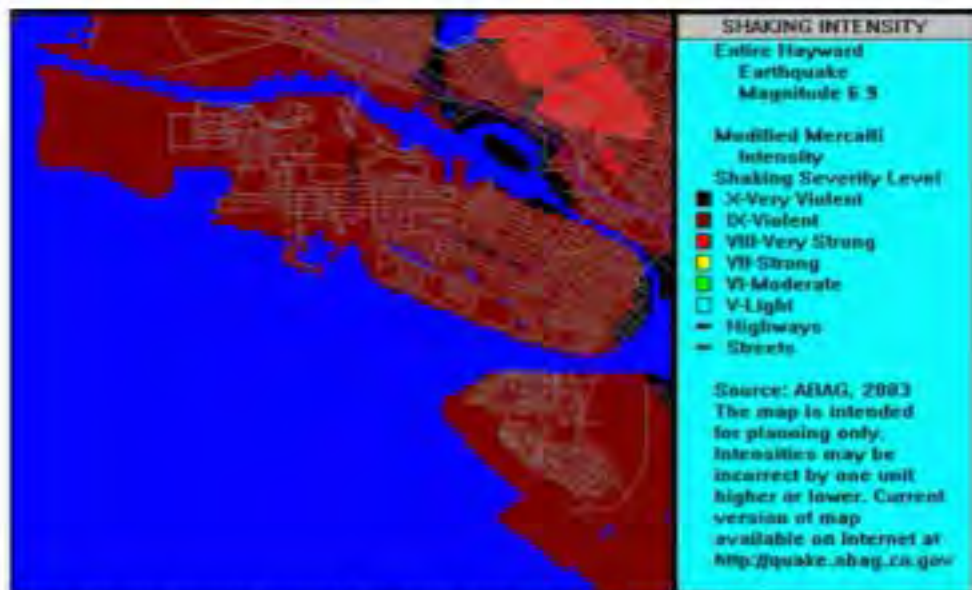 SHAKING INTENSITY
Entire Hayward
Earthquake
Magnitude 6.9
Modified Mercalli
Intensity
Shaking Severity Level
X-Very Violent
IX-Violent
VIII-Very Strong
VII-Strong
VI-Moderate
V-Light
Highways
Streets
Source: ABAG, 2003
The map is intended
for planning only.
Intensities may be
incorrect by one unit
higher or lower. Current
version of map
available on Internet at
http://quake.abag.ca.gov